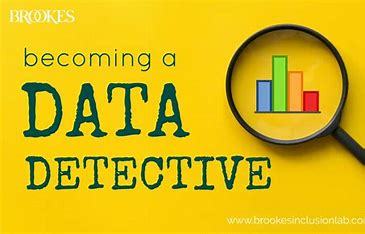 BROOKES
becoming a
DATA
DETECTIVE
www.brookesinclusionlab.com